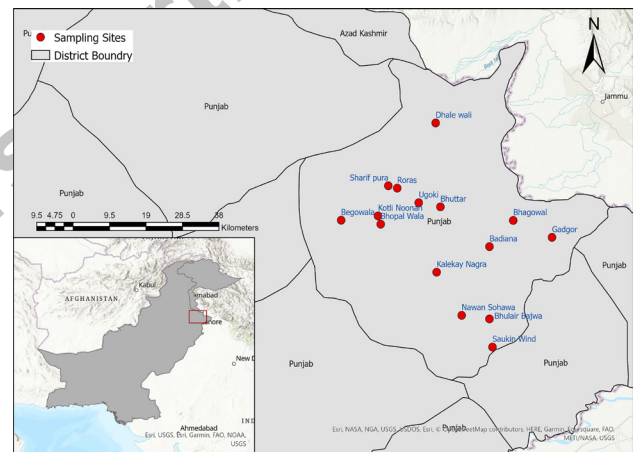 Sampling Sites
District Boundry
Azad Kashmir
N
Jammu
Punjab
Dhale wali
Punjab
Sharif pura
Roras
Ugoki
Bhuttar
Begowala
Kotli Noonan
Bhopal Wala
Punjab
Bhagowal
Gadgor
Badiana
9.5 4.75 0 9.5 19 28.5 38
Kilometers
Kalekay Nagra
Nawan Sohawa
Bhulair Bajwa
Saukin Wind
Punjab
Punjab
Punjab
Punjab
Kabul
AFGHANISTAN
Ahmedabad
Esri, USGS, Esri, Garmin, FAO, NOAA,
USGS
Esri, NASA, NGA, USGS, USDOS, Esri, © OpenStreetMap contributors, HERE, Garmin, Foursquare, FAO,
METI/NASA, USGS